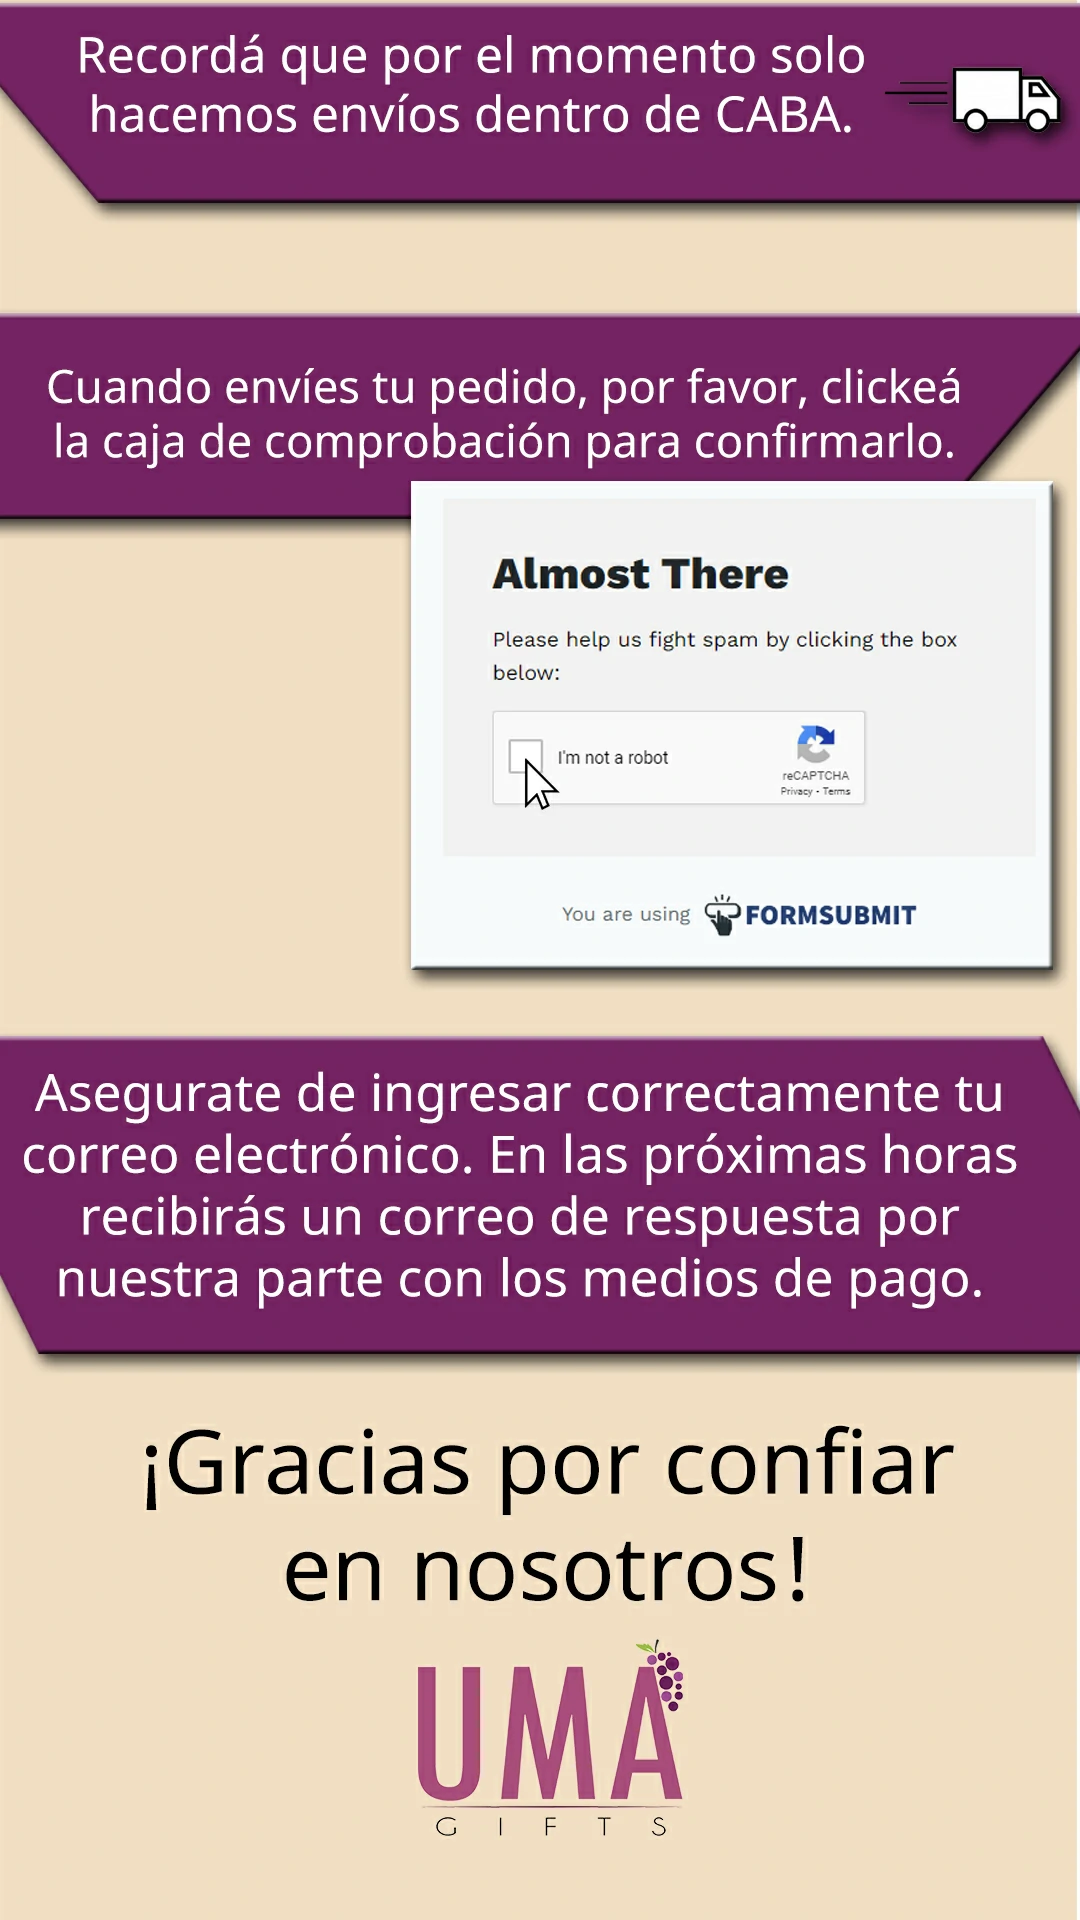 Recordá que por el momento solo
hacemos envíos dentro de CABA.
Cuando envíes tu pedido, por favor, clickeá
la caja de comprobación para confirmarlo.
Almost There
Please help us fight spam by clicking the box
below:
I'm not a robot
reCAPTCHA
Privacy - Terms
You are using FORMSUBMIT
Asegurate de ingresar correctamente tu
correo electrónico. En las próximas horas
recibirás un correo de respuesta por
nuestra parte con los medios de pago.
¡Gracias por confiar
en nosotros!
UMA
GIFTS